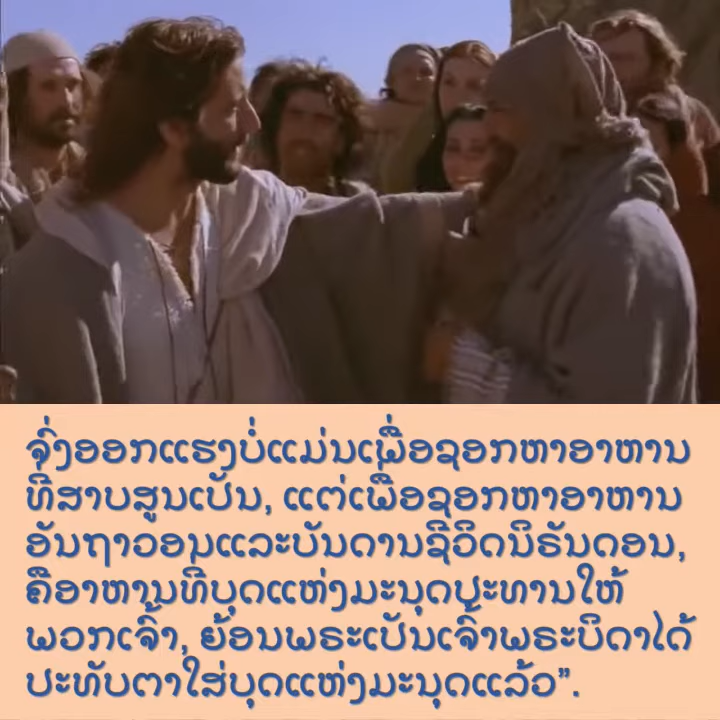 ຈົ່ງອອກແຮງບໍ່ແມ່ນເພື່ອຊອກຫາອາຫານ
ທີ່ສາບສູນເປັນ, ແຕ່ເພື່ອຊອກຫາອາຫານ
ອັນຖາວອນແລະບັນດານຊີວິດນິຣັນດອນ,
ຄືອາຫານທີ່ບຸດແຫ່ງມະນຸດປະທານໃຫ້
ພວກເຈົ້າ, ຍ້ອນພຣະເປັນເຈົ້າພຣະບິດາໄດ້
ປະທັບຕາໃສ່ບຸດແຫ່ງມະນຸດແລ້ວ”.